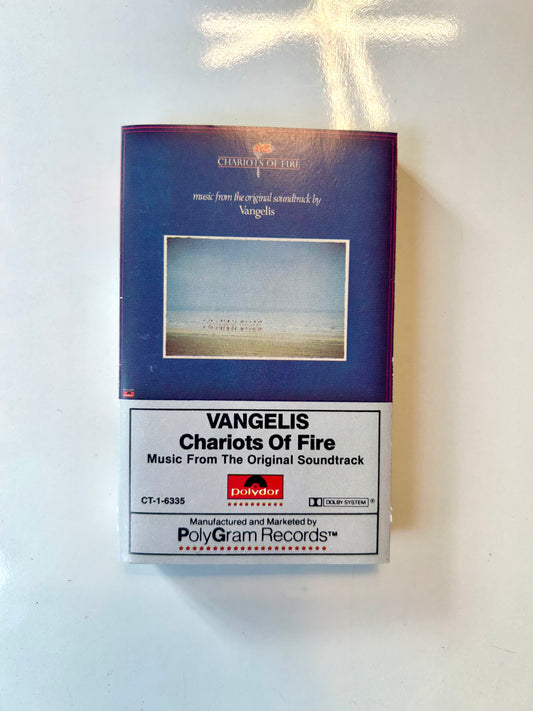 CHARIOTS OF FIRE
music from the original soundtrack by
Vangelis
VANGELIS
Chariots Of Fire
Music From The Original Soundtrack
polydor
CT-1-6335
DOLBY SYSTEM ®
Manufactured and Marketed by
PolyGram Records™